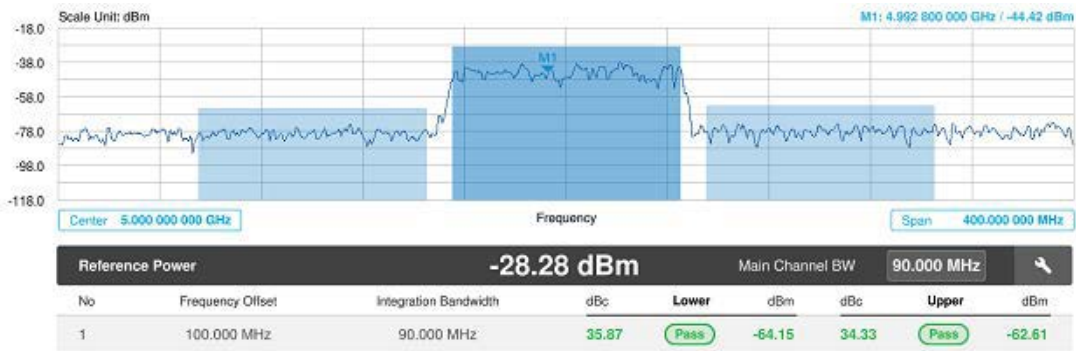 Scale Unit: dBm M1: 4.992 800 000 GHz / -44.42 dBm
-18.0
-38.0
M1
-58.0
-78.0
-98.0
-118.0
Center 5.000 000 000 GHz Frequency Span 400.000 000 MHz
Reference Power -28.28 dBm Main Channel BW 90.000 MHz
No Frequency Offset Integration Bandwidth dBc Lower dBm dBc Upper dBm
1 100.000 MHz 90.000 MHz 35.87 Pass -64.15 34.33 Pass -62.61